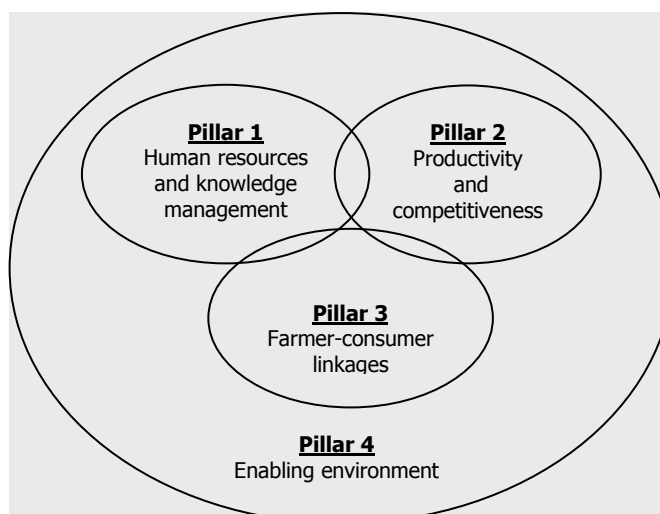 Pillar 1
Human resources
and knowledge
management
Pillar 2
Productivity
and
competitiveness
Pillar 3
Farmer-consumer
linkages
Pillar 4
Enabling environment